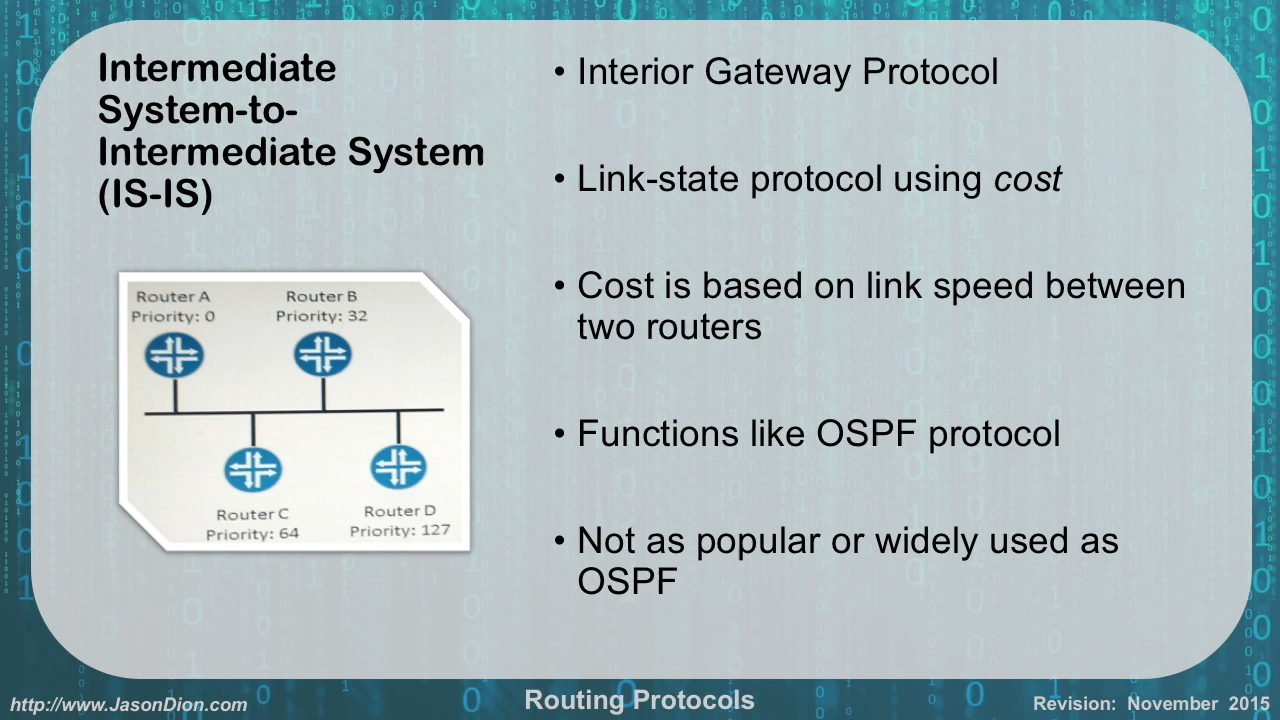 Intermediate
System-to-
Intermediate System
(IS-IS)
Router A
Priority: 0
Router B
Priority: 32
Router C
Priority: 64
Router D
Priority: 127
• Interior Gateway Protocol
• Link-state protocol using cost
• Cost is based on link speed between
two routers
• Functions like OSPF protocol
• Not as popular or widely used as
OSPF
http://www.JasonDion.com
Routing Protocols
Revision: November 2015